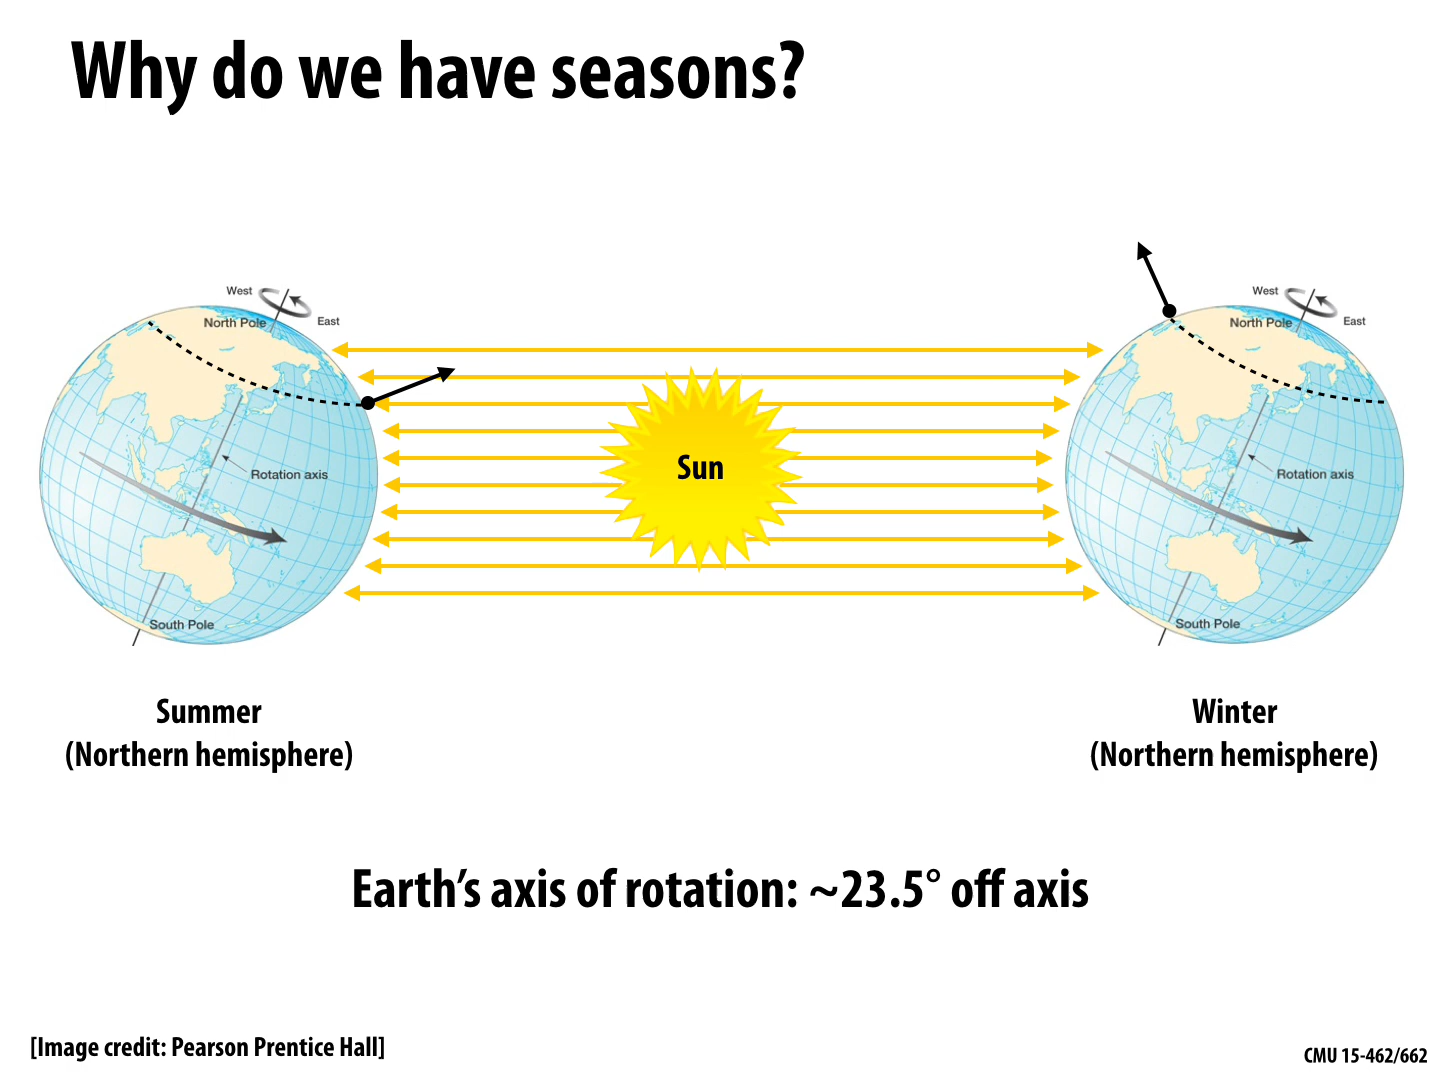 Why do we have seasons?
West
East
North Pole
Rotation axis
South Pole
Sun
West
East
North Pole
Rotation axis
South Pole
Summer
(Northern hemisphere)
Winter
(Northern hemisphere)
Earth’s axis of rotation: ~23.5° off axis
[Image credit: Pearson Prentice Hall]
CMU 15-462/662